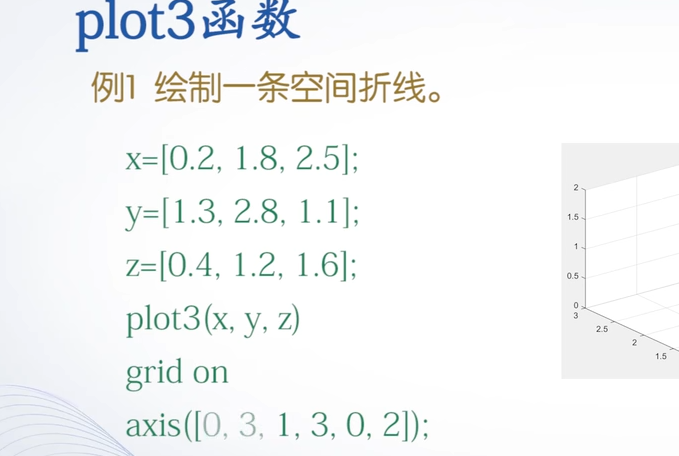 plot3函数
例1 绘制一条空间折线。
x=[0.2, 1.8, 2.5];
y=[1.3, 2.8, 1.1];
z=[0.4, 1.2, 1.6];
plot3(x, y, z)
grid on
axis([0, 3, 1, 3, 0, 2]);
2
1.5
1
0.5
0
3
2.5
2
1.5